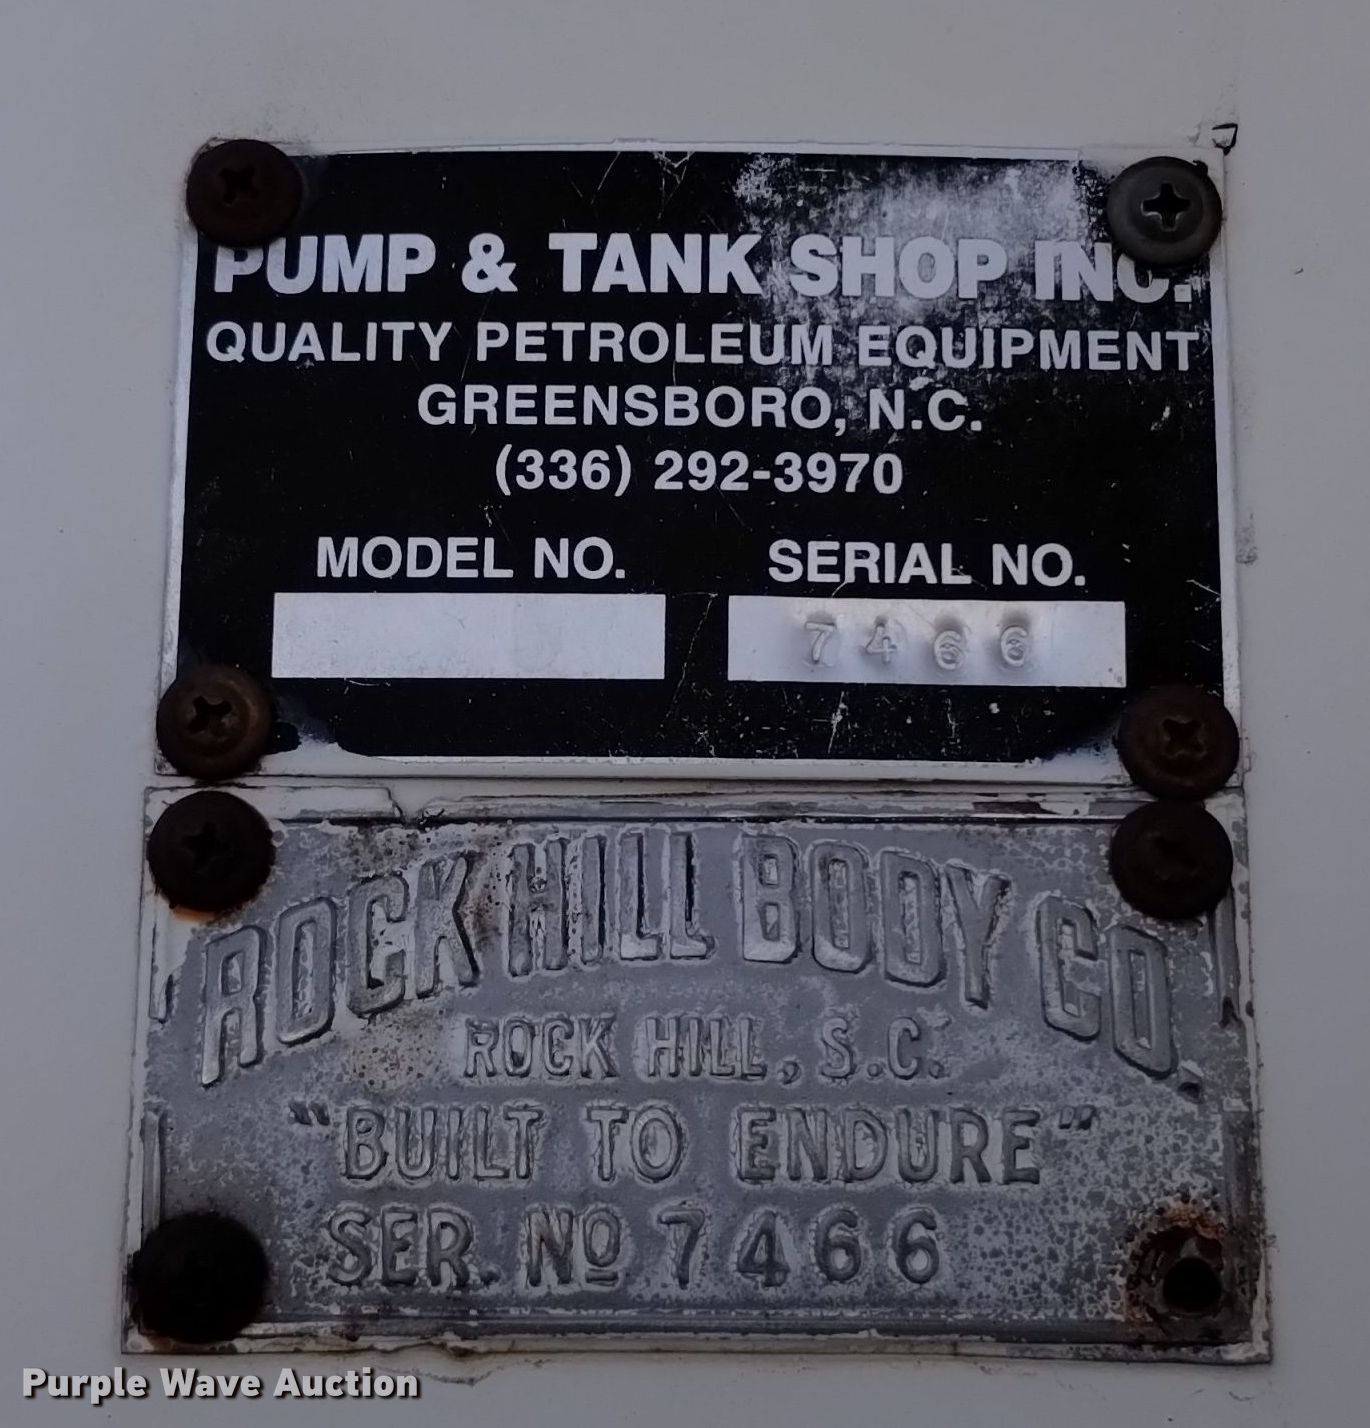 PUMP & TANK SHOP INC.
QUALITY PETROLEUM EQUIPMENT
GREENSBORO, N.C.
(336) 292-3970
MODEL NO. SERIAL NO.
7466
ROCK HILL BODY CO.
ROCK HILL, S.C.
"BUILT TO ENDURE"
SER. No 7466
Purple Wave Auction